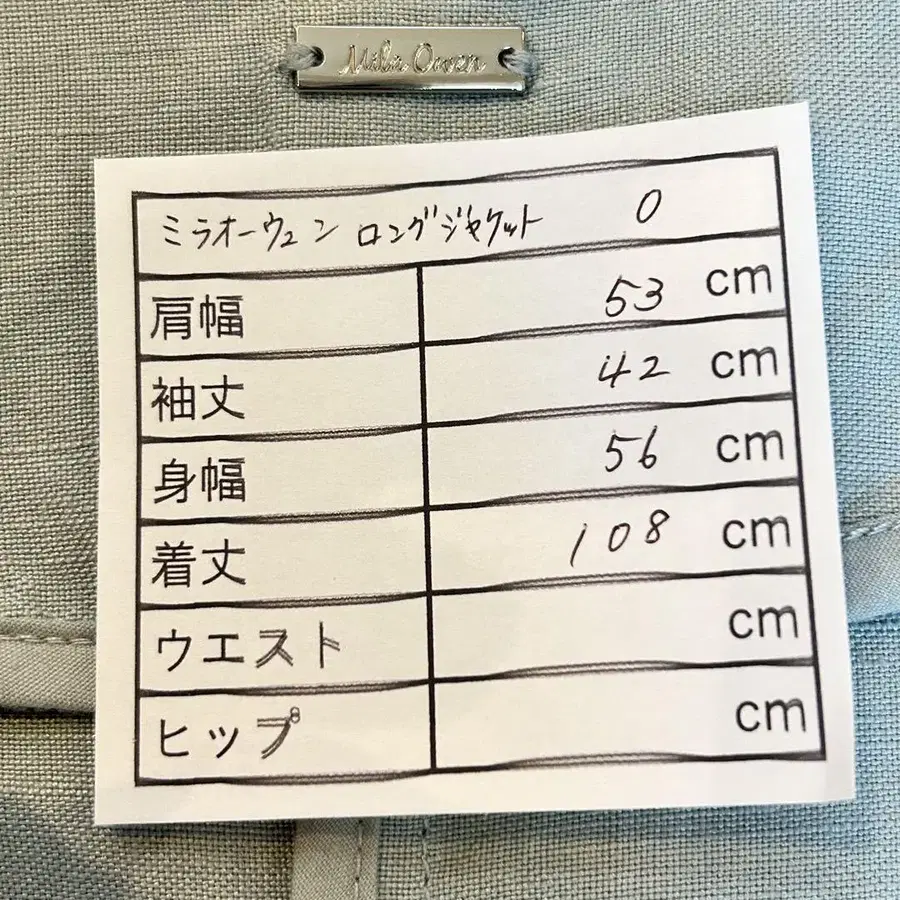 Mila Owen
ミラオーウェン ロングジャケット 0
肩幅 53 cm
袖丈 42 cm
身幅 56 cm
着丈 108 cm
ウエスト cm
ヒップ cm